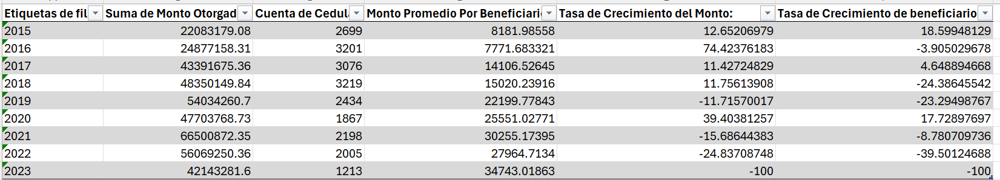 Etiquetas de fil Suma de Monto Otorgad Cuenta de Cedula Monto Promedio Por Beneficiari Tasa de Crecimiento del Monto: Tasa de Crecimiento de beneficiario
2015 22083179.08 2699 8181.98558 12.65206979 18.59948129
2016 24877158.31 3201 7771.683321 74.42376183 -3.905029678
2017 43391675.36 3076 14106.52645 11.42724829 4.648894668
2018 48350149.84 3219 15020.23916 11.75613908 -24.38645542
2019 54034260.7 2434 22199.77843 -11.71570017 -23.29498767
2020 47703768.73 1867 25551.02771 39.40381257 17.72897697
2021 66500872.35 2198 30255.17395 -15.68644383 -8.780709736
2022 56069250.36 2005 27964.7134 -24.83708748 -39.50124688
2023 42143281.6 1213 34743.01863 -100 -100